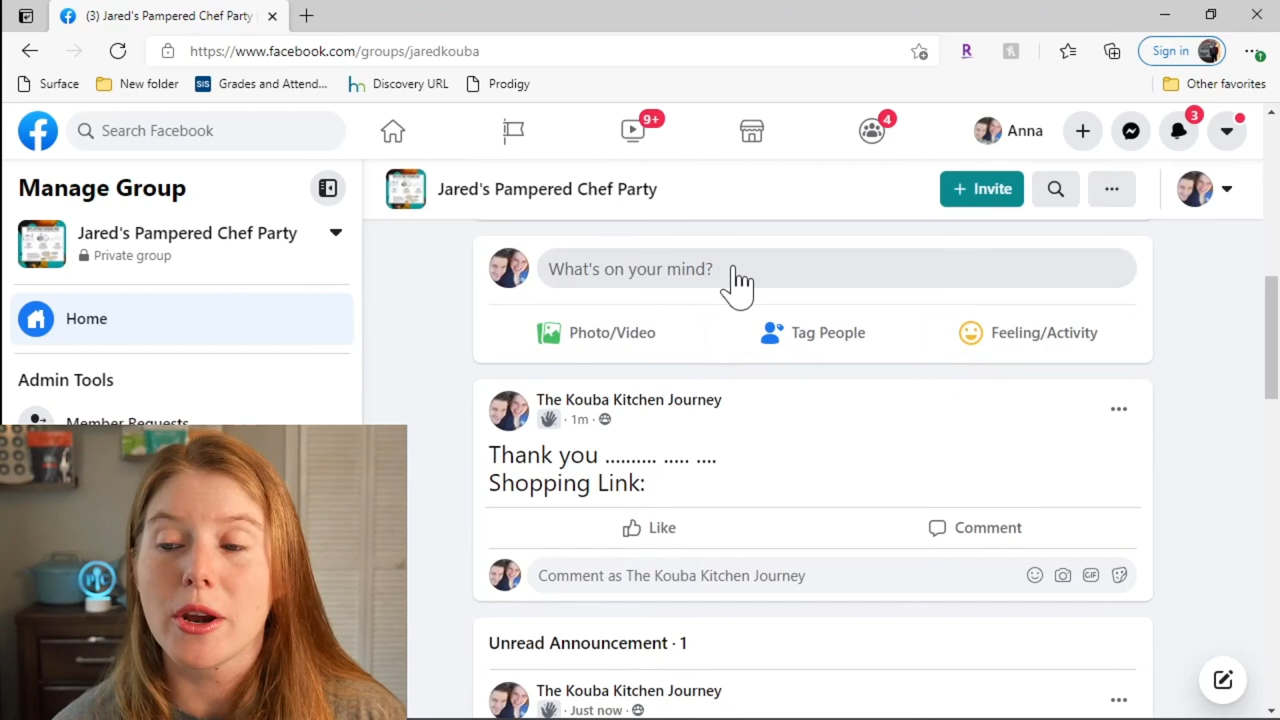 (3) Jared's Pampered Chef Party
https://www.facebook.com/groups/jaredkouba
R
h
Sign in
Surface
New folder
SIS
Grades and Attend...
Discovery URL
Prodigy
Other favorites
Search Facebook
9+
4
Anna
3
Manage Group
Jared's Pampered Chef Party
Private group
Home
Admin Tools
Member Requests
Jared's Pampered Chef Party
+ Invite
What's on your mind?
Photo/Video
Tag People
Feeling/Activity
The Kouba Kitchen Journey
1m
Thank you .......... ..... ....
Shopping Link:
Like
Comment
Comment as The Kouba Kitchen Journey
GIF
Unread Announcement · 1
The Kouba Kitchen Journey
Just now